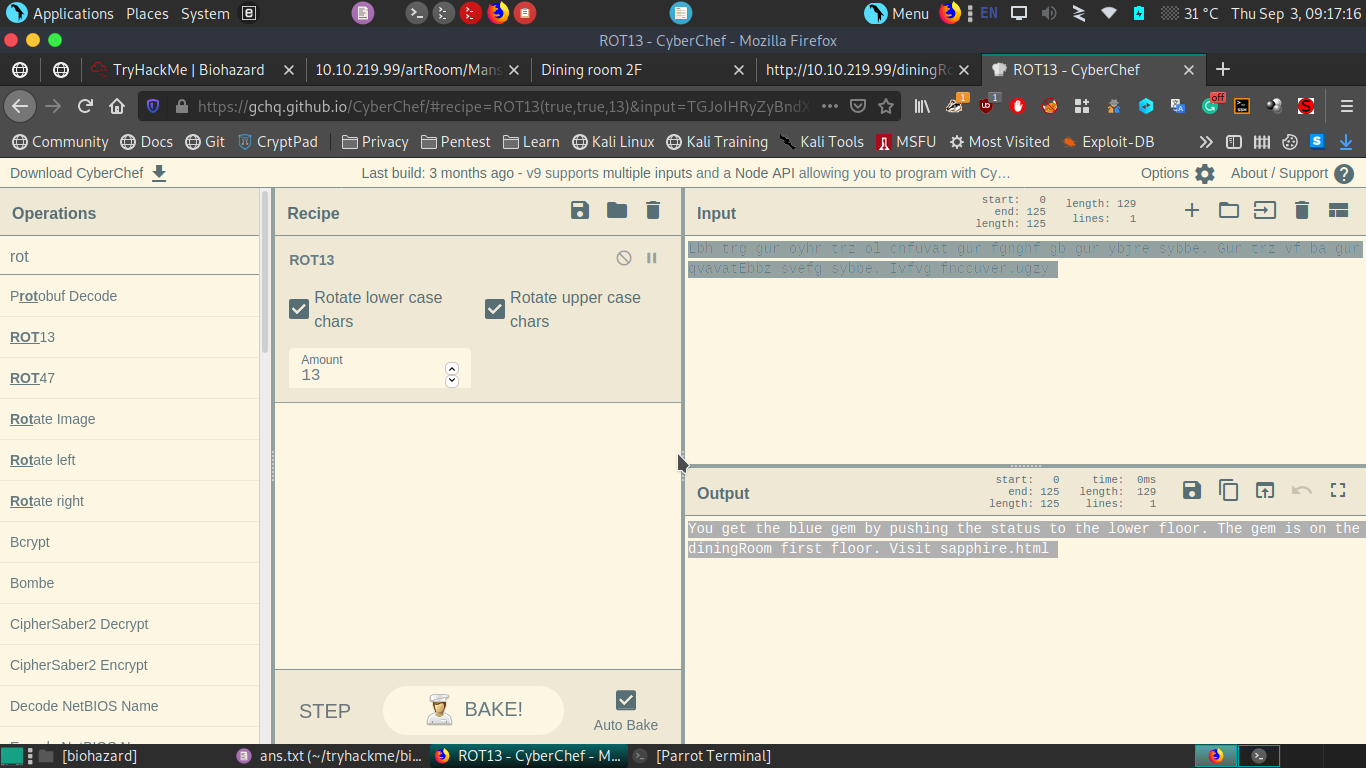 Applications Places System Menu EN 31 °C Thu Sep 3, 09:17:16
ROT13 - CyberChef - Mozilla Firefox
TryHackMe | Biohazard 10.10.219.99/artRoom/Mans Dining room 2F http://10.10.219.99/diningRo ROT13 - CyberChef
https://gchq.github.io/CyberChef/#recipe=ROT13(true,true,13)&input=TGJoIHRyZyBndX
1 1 off
Community Docs Git CryptPad Privacy Pentest Learn Kali Linux Kali Training Kali Tools MSFU Most Visited Exploit-DB
Download CyberChef Last build: 3 months ago - v9 supports multiple inputs and a Node API allowing you to program with Cy… Options About / Support
Operations
rot
Protobuf Decode
ROT13
ROT47
Rotate Image
Rotate left
Rotate right
Bcrypt
Bombe
CipherSaber2 Decrypt
CipherSaber2 Encrypt
Decode NetBIOS Name
Recipe
ROT13
Rotate lower case chars
Rotate upper case chars
Amount
13
STEP BAKE! Auto Bake
Input
start: 0
end: 125
length: 125
length: 129
lines: 1
Lbh trg gur oyhr trz ol chfuvat gur fgnghf gb gur ybjre sybbe. Gur trz vf ba gur
qvavatEbbz svefg sybbe. Ivfvg fnccuver.ugzy
Output
start: 0
end: 125
length: 125
time: 0ms
length: 129
lines: 1
You get the blue gem by pushing the status to the lower floor. The gem is on the
diningRoom first floor. Visit sapphire.html
[biohazard] ans.txt (~/tryhackme/bi... ROT13 - CyberChef - M... [Parrot Terminal]